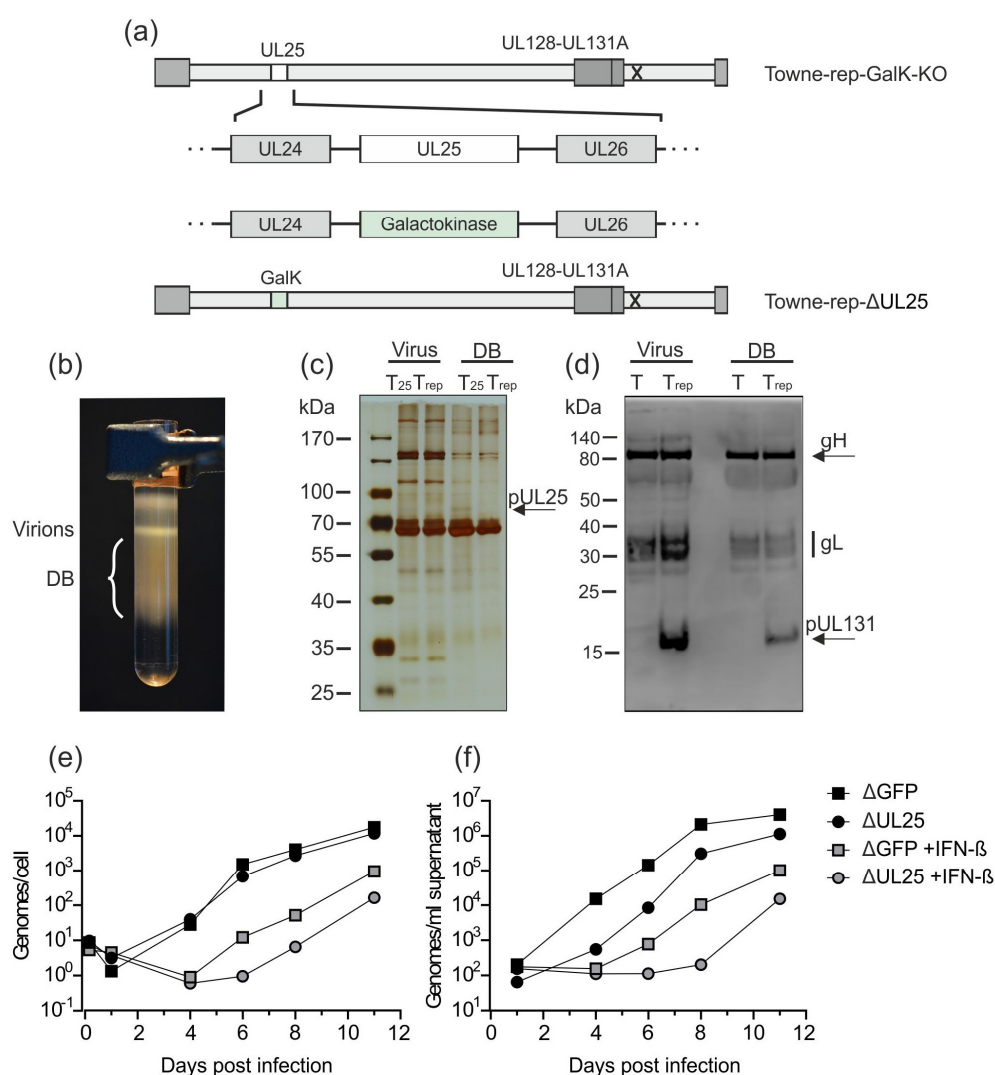 (a)
UL25
UL128-UL131A
X
Towne-rep-GalK-KO
UL24
UL25
UL26
UL24
Galactokinase
UL26
GalK
UL128-UL131A
X
Towne-rep-ΔUL25
(b)
Virions
DB
(c)
Virus DB
T25 Trep T25 Trep
kDa
170
100
70
55
40
35
25
pUL25
(d)
Virus DB
T Trep T Trep
kDa
140
80
50
40
30
25
15
gH
gL
pUL131
(e)
Genomes/cell
10^5
10^4
10^3
10^2
10^1
10^0
10^-1
0 2 4 6 8 10 12
Days post infection
(f)
Genomes/ml supernatant
10^7
10^6
10^5
10^4
10^3
10^2
10^1
0 2 4 6 8 10 12
Days post infection
ΔGFP
ΔUL25
ΔGFP +IFN-ß
ΔUL25 +IFN-ß